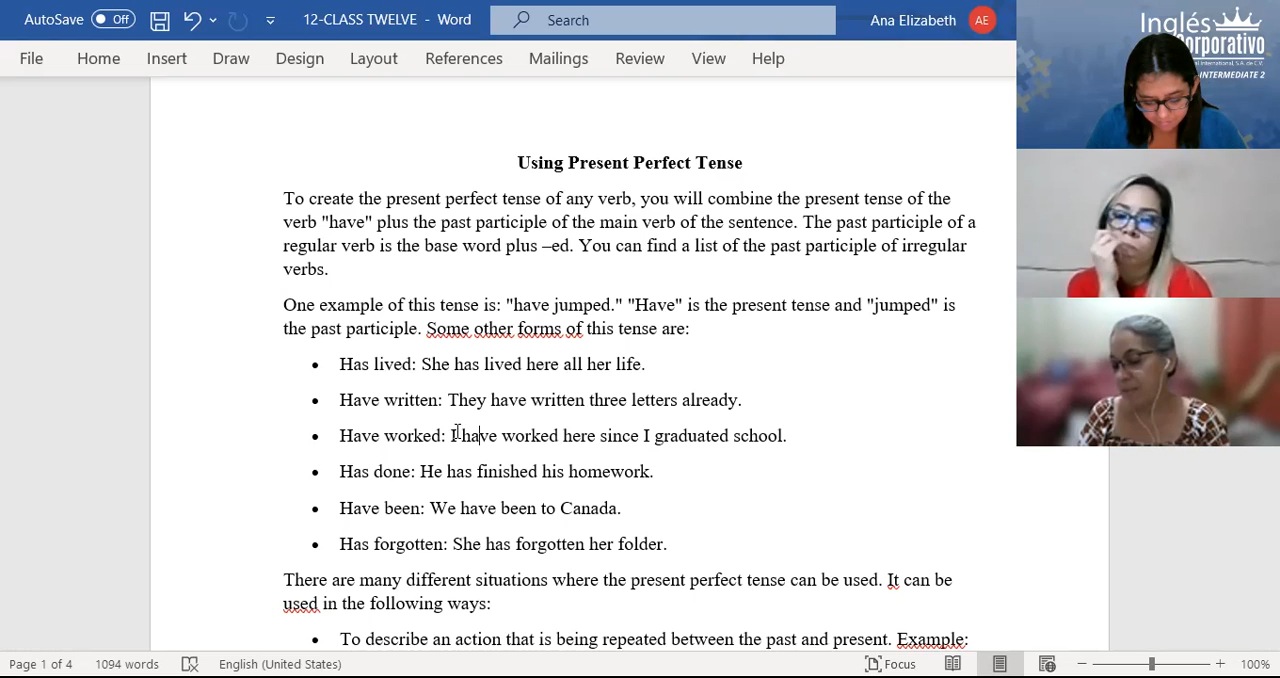 AutoSave Off 12-CLASS TWELVE - Word Search Ana Elizabeth AE
File Home Insert Draw Design Layout References Mailings Review View Help
Inglés
Corporativo
INTERMEDIATE 2
Using Present Perfect Tense
To create the present perfect tense of any verb, you will combine the present tense of the
verb "have" plus the past participle of the main verb of the sentence. The past participle of a
regular verb is the base word plus –ed. You can find a list of the past participle of irregular
verbs.
One example of this tense is: "have jumped." "Have" is the present tense and "jumped" is
the past participle. Some other forms of this tense are:
• Has lived: She has lived here all her life.
• Have written: They have written three letters already.
• Have worked: I have worked here since I graduated school.
• Has done: He has finished his homework.
• Have been: We have been to Canada.
• Has forgotten: She has forgotten her folder.
There are many different situations where the present perfect tense can be used. It can be
used in the following ways:
• To describe an action that is being repeated between the past and present. Example:
Page 1 of 4 1094 words English (United States) Focus 100%